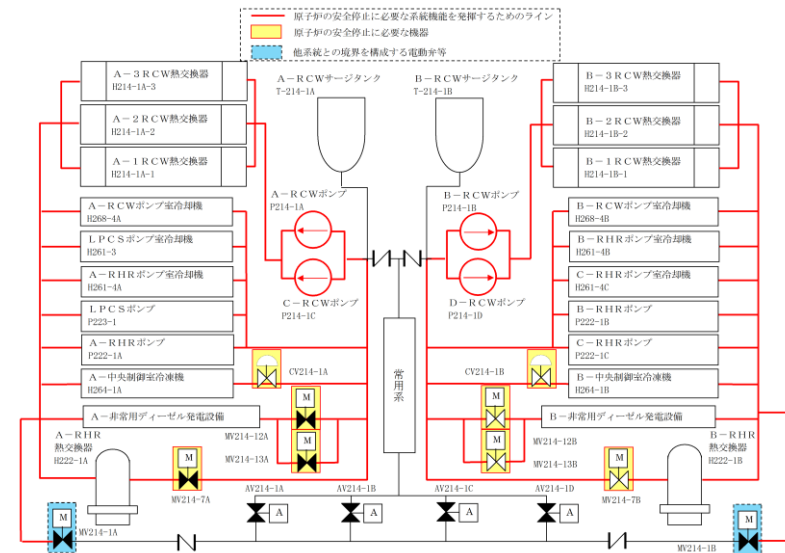 原子炉の安全停止に必要な系統機能を発揮するためのライン
原子炉の安全停止に必要な機器
他系統との境界を構成する電動弁等
A－3RCW熱交換器
H214-1A-3
A－2RCW熱交換器
H214-1A-2
A－1RCW熱交換器
H214-1A-1
A－RCWサージタンク
T-214-1A
B－RCWサージタンク
T-214-1B
B－3RCW熱交換器
H214-1B-3
B－2RCW熱交換器
H214-1B-2
B－1RCW熱交換器
H214-1B-1
A－RCWポンプ
P214-1A
C－RCWポンプ
P214-1C
B－RCWポンプ
P214-1B
D－RCWポンプ
P214-1D
A－RCWポンプ室冷却機
H268-4A
LPCSポンプ室冷却機
H261-3
A－RHRポンプ室冷却機
H261-4A
LPCSポンプ
P223-1
A－RHRポンプ
P222-1A
A－中央制御室冷凍機
H264-1A
A－非常用ディーゼル発電設備
B－RCWポンプ室冷却機
H268-4B
B－RHRポンプ室冷却機
H261-4B
C－RHRポンプ室冷却機
H261-4C
B－RHRポンプ
P222-1B
C－RHRポンプ
P222-1C
B－中央制御室冷凍機
H264-1B
B－非常用ディーゼル発電設備
常用系
CV214-1A
CV214-1B
M
M
MV214-12A
MV214-13A
M
M
MV214-12B
MV214-13B
A－RHR
熱交換器
H222-1A
M
MV214-7A
M
MV214-7B
B－RHR
熱交換器
H222-1B
AV214-1A
AV214-1B
AV214-1C
AV214-1D
A
A
A
A
M
MV214-1A
M
MV214-1B